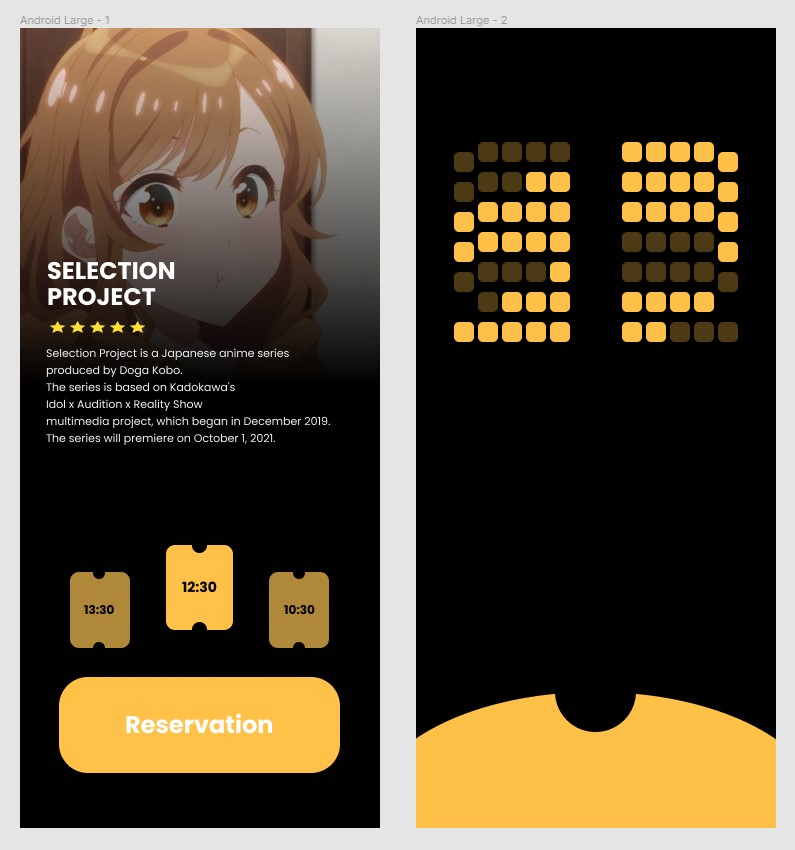 Android Large - 1
Android Large - 2
SELECTION
PROJECT
Selection Project is a Japanese anime series
produced by Doga Kobo.
The series is based on Kadokawa's
Idol x Audition x Reality Show
multimedia project, which began in December 2019.
The series will premiere on October 1, 2021.
13:30
12:30
10:30
Reservation